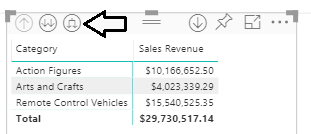 Category Sales Revenue
Action Figures $10,166,652.50
Arts and Crafts $4,023,339.29
Remote Control Vehicles $15,540,525.35
Total $29,730,517.14